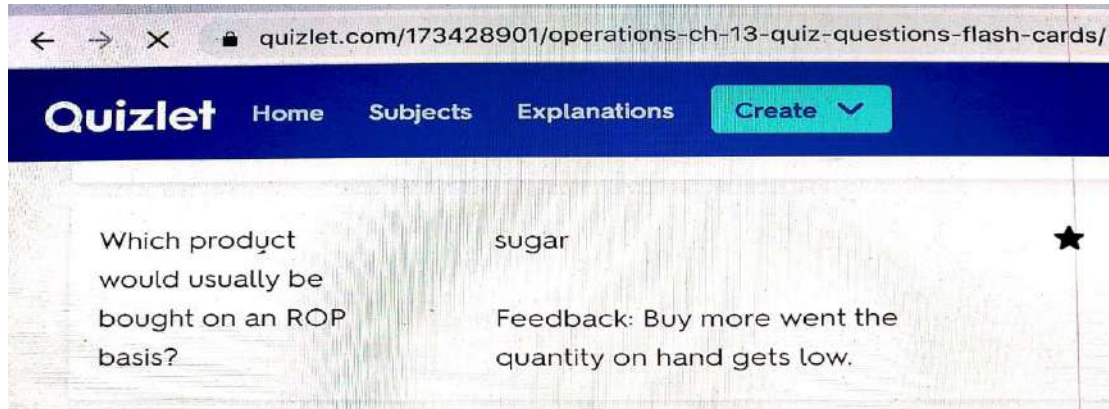 quizlet.com/173428901/operations-ch-13-quiz-questions-flash-cards/
Quizlet Home Subjects Explanations Create
Which product
would usually be
bought on an ROP
basis?
sugar
Feedback: Buy more went the
quantity on hand gets low.